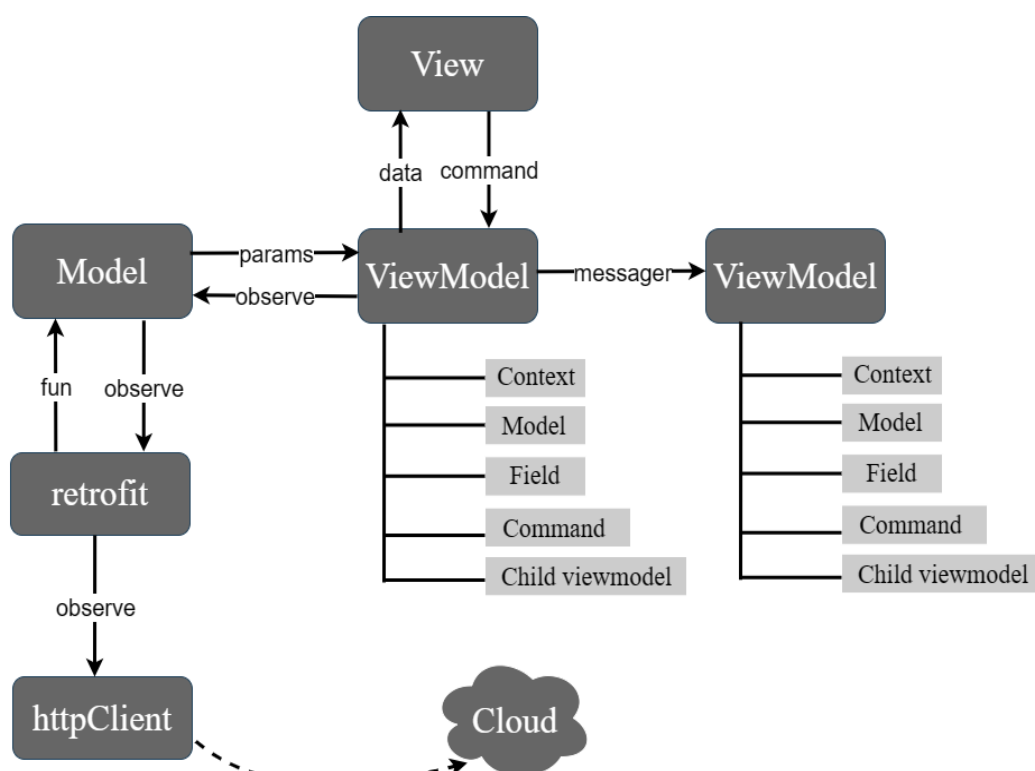 View
data
command
Model
params
observe
ViewModel
messager
ViewModel
fun
observe
Context
Model
Field
Command
Child viewmodel
Context
Model
Field
Command
Child viewmodel
retrofit
observe
httpClient
Cloud